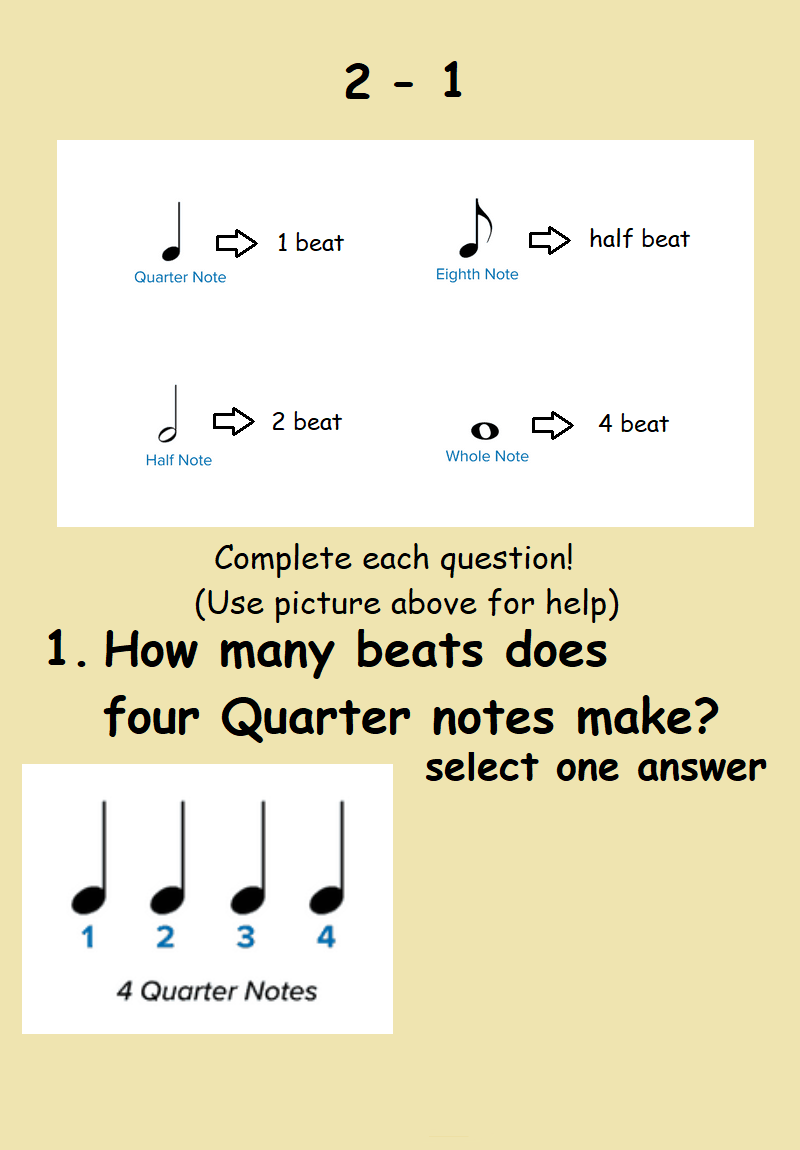 2 - 1
1 beat
half beat
Quarter Note
Eighth Note
2 beat
4 beat
Half Note
Whole Note
Complete each question!
(Use picture above for help)
1. How many beats does
four Quarter notes make?
select one answer
1 2 3 4
4 Quarter Notes